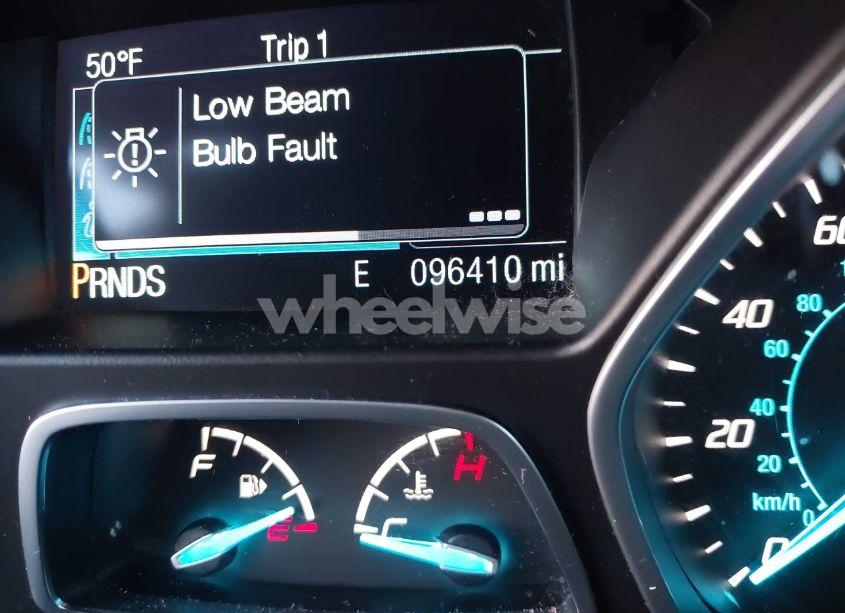 50°F Trip 1
Low Beam
Bulb Fault
PRNDS E 096410 mi
wheelwise
60
80
40
60
F H
40
20
20
C
E
km/h
0
0